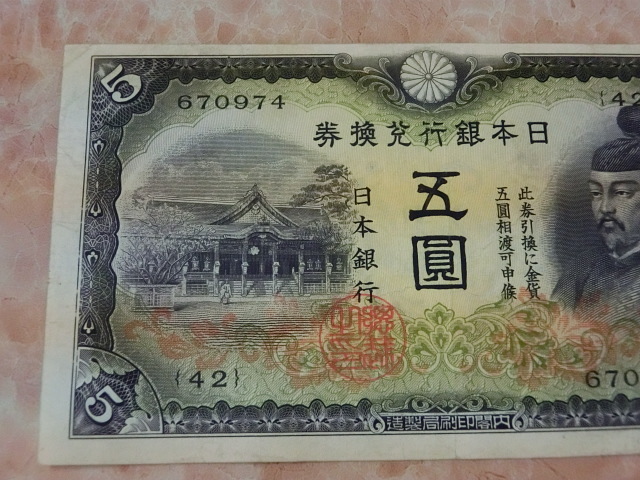 5
670974
{42
日本銀行兌換券
五圓
日本銀行
此券引換に金貨
五圓相渡可申候
{42}
670
5
内閣印刷局製造